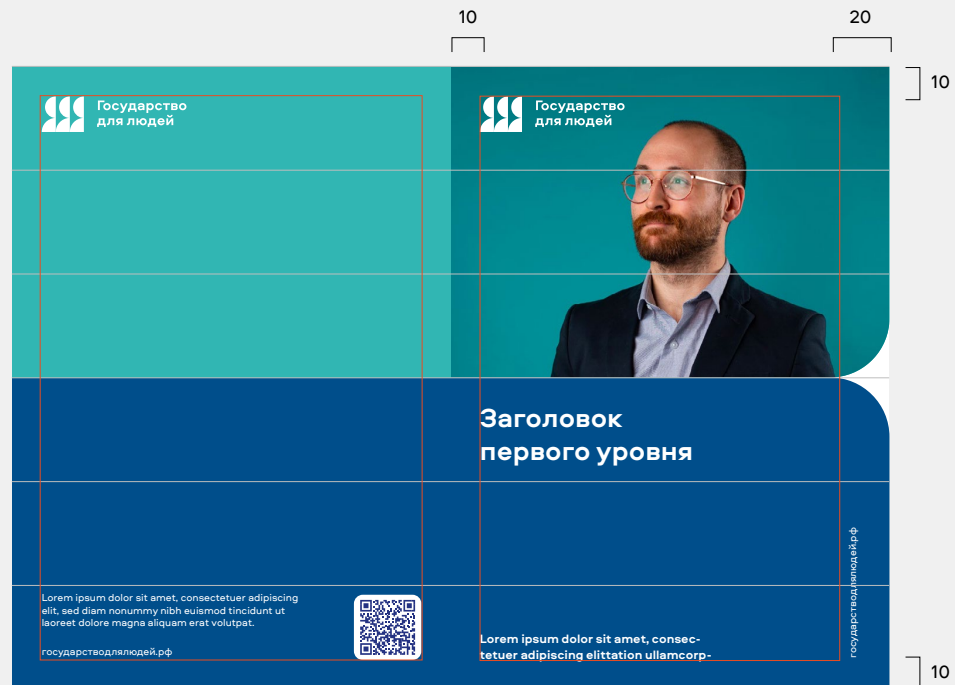 10
20
10
Государство
для людей
Государство
для людей
Заголовок
первого уровня
Lorem ipsum dolor sit amet, consectetuer adipiscing
elit, sed diam nonummy nibh euismod tincidunt ut
laoreet dolore magna aliquam erat volutpat.
государстводлялюдей.рф
Lorem ipsum dolor sit amet, consec-
tetuer adipiscing elittation ullamcorp-
государстводлялюдей.рф
10